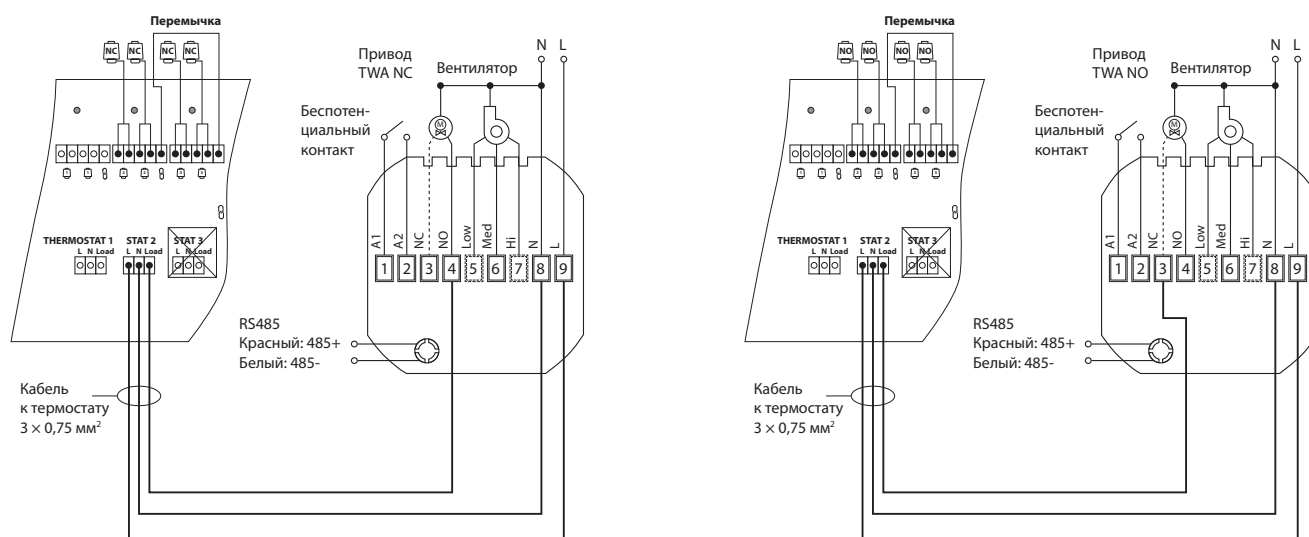 Перемычка
NC NC NC NC
N L
Привод
TWA NC
Вентилятор
Беспотен-
циальный
контакт
M
A1 A2 NC NO Low Med Hi N L
1 2 3 4 5 6 7 8 9
THERMOSTAT 1 STAT 2 STAT 3
L N Load L N Load L N Load
RS485
Красный: 485+
Белый: 485-
Кабель
к термостату
3 × 0,75 мм²
Перемычка
NO NO NO NO
N L
Привод
TWA NO
Вентилятор
Беспотен-
циальный
контакт
M
A1 A2 NC NO Low Med Hi N L
1 2 3 4 5 6 7 8 9
THERMOSTAT 1 STAT 2 STAT 3
L N Load L N Load L N Load
RS485
Красный: 485+
Белый: 485-
Кабель
к термостату
3 × 0,75 мм²